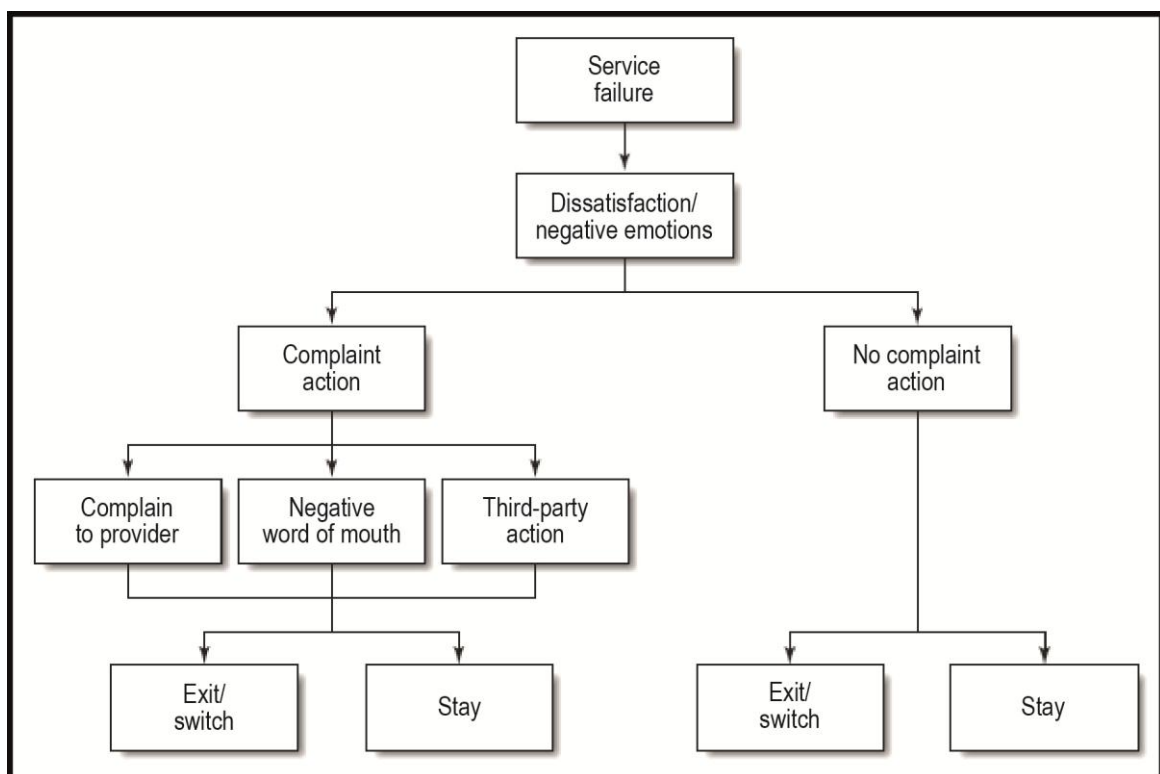 Service
failure
Dissatisfaction/
negative emotions
Complaint
action
No complaint
action
Complain
to provider
Negative
word of mouth
Third-party
action
Exit/
switch
Stay
Exit/
switch
Stay